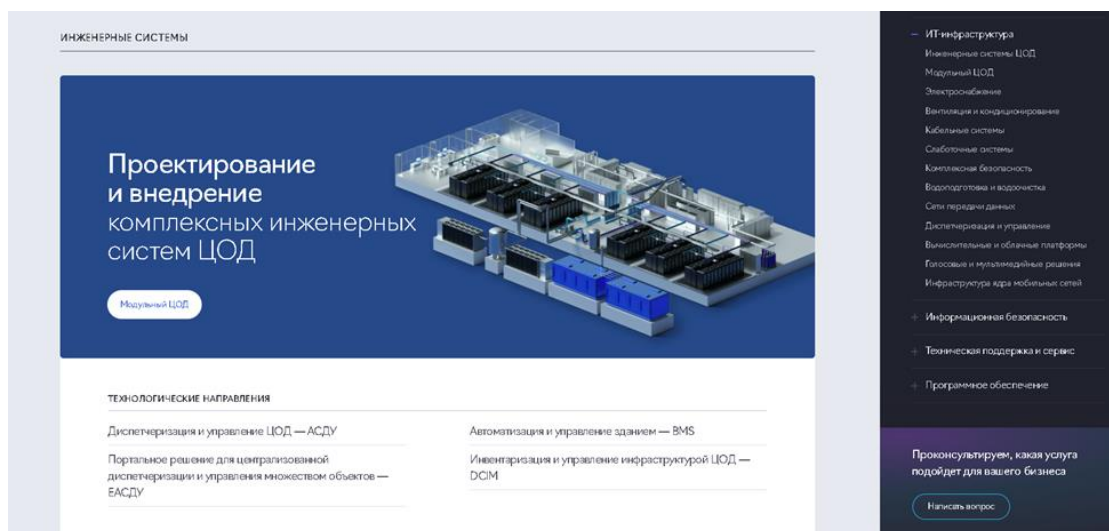 ИНЖЕНЕРНЫЕ СИСТЕМЫ
Проектирование
и внедрение
комплексных инженерных
систем ЦОД
Модульный ЦОД
ТЕХНОЛОГИЧЕСКИЕ НАПРАВЛЕНИЯ
Диспетчеризация и управление ЦОД — АСДУ
Портальное решение для централизованной
диспетчеризации и управления множеством объектов —
ЕАСДУ
Автоматизация и управление зданием — BMS
Инвентаризация и управление инфраструктурой ЦОД —
DCIM
ИТ-инфраструктура
Инженерные системы ЦОД
Модульный ЦОД
Электроснабжение
Вентиляция и кондиционирование
Кабельные системы
Слаботочные системы
Комплексная безопасность
Водоподготовка и водоочистка
Сети передачи данных
Диспетчеризация и управление
Вычислительные и облачные платформы
Голосовые и мультимедийные решения
Инфраструктура ядра мобильных сетей
Информационная безопасность
Техническая поддержка и сервис
Программное обеспечение
Проконсультируем, какая услуга
подойдет для вашего бизнеса
Написать вопрос